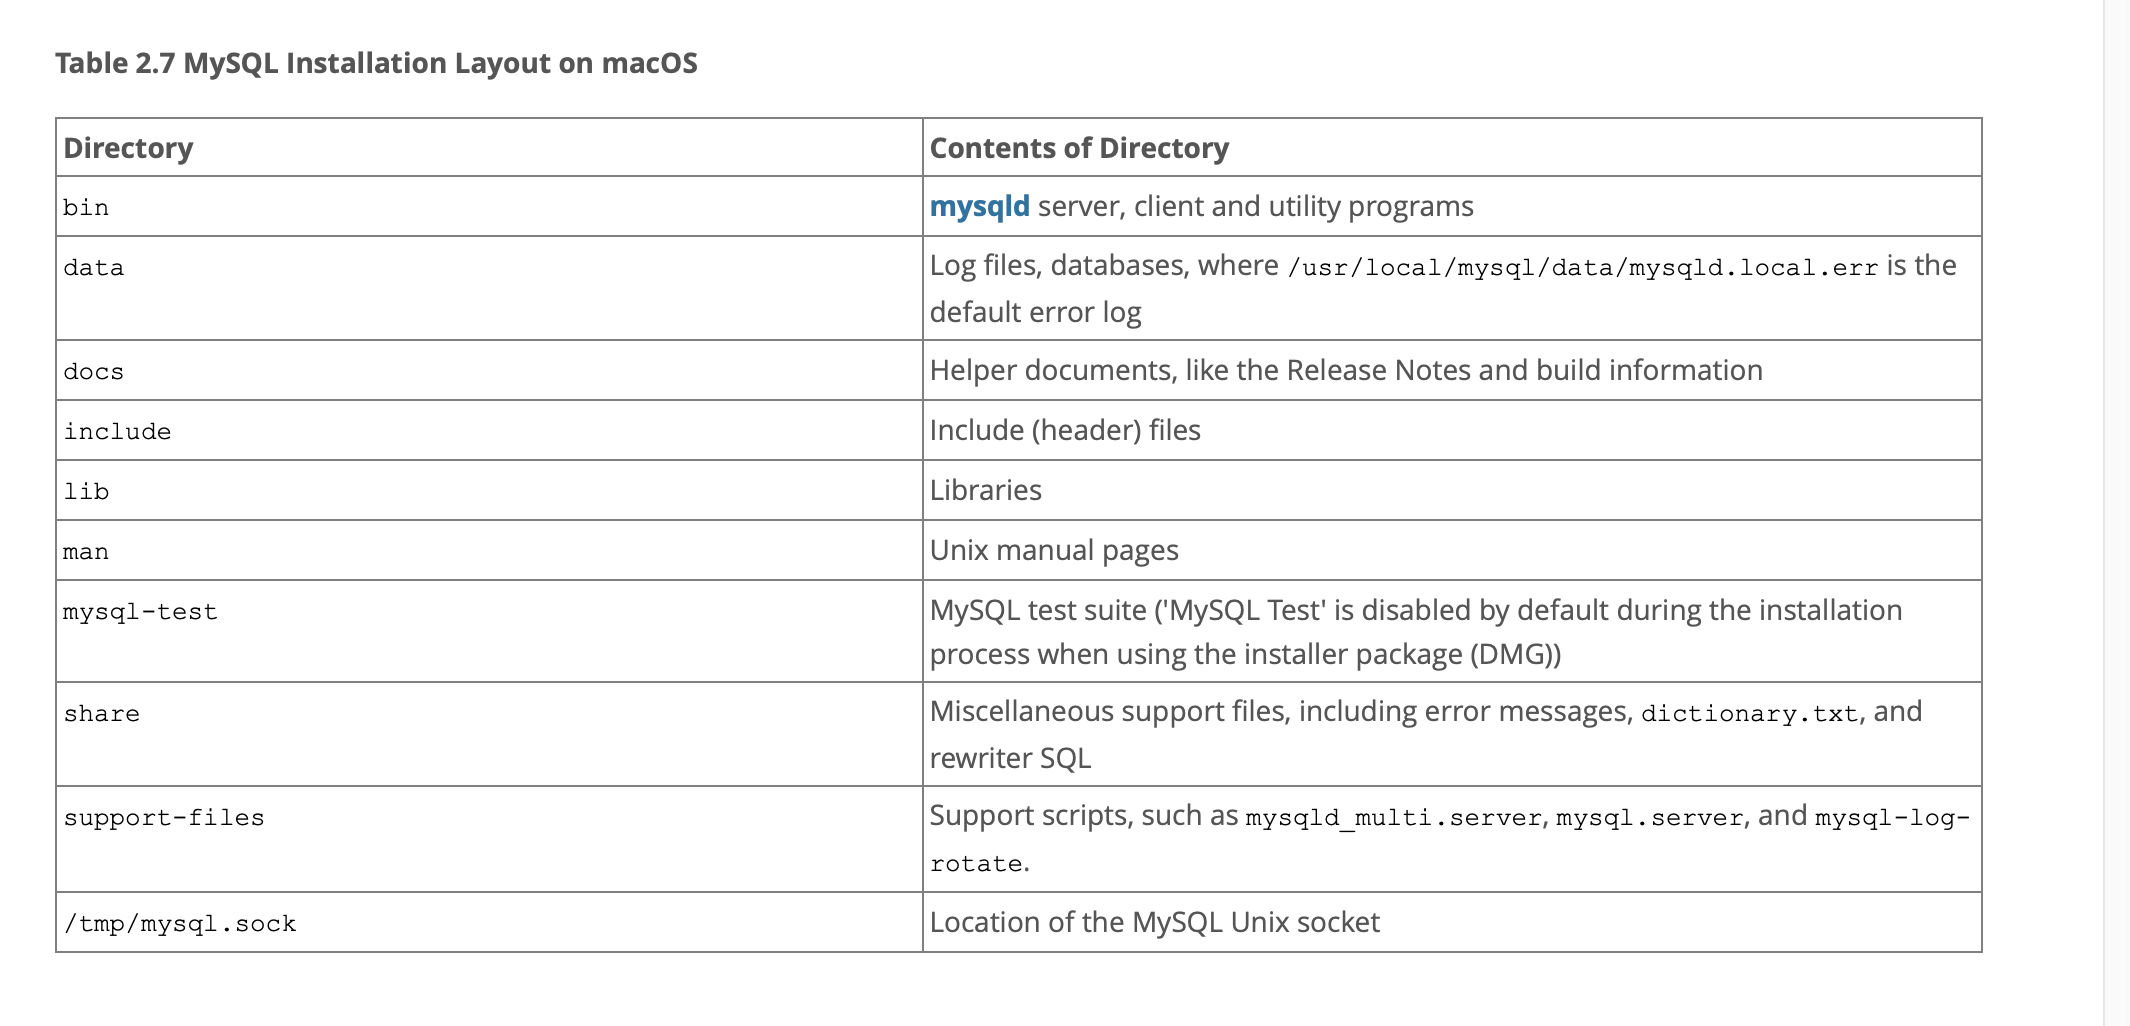 Table 2.7 MySQL Installation Layout on macOS
Directory
Contents of Directory
bin
mysqld server, client and utility programs
data
Log files, databases, where /usr/local/mysql/data/mysqld.local.err is the
default error log
docs
Helper documents, like the Release Notes and build information
include
Include (header) files
lib
Libraries
man
Unix manual pages
mysql-test
MySQL test suite ('MySQL Test' is disabled by default during the installation
process when using the installer package (DMG))
share
Miscellaneous support files, including error messages, dictionary.txt, and
rewriter SQL
support-files
Support scripts, such as mysqld_multi.server, mysql.server, and mysql-log-
rotate.
/tmp/mysql.sock
Location of the MySQL Unix socket